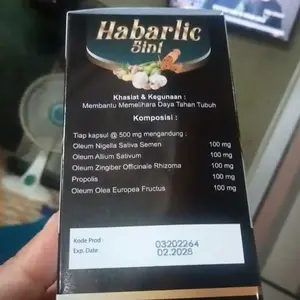 Habarlic
5in1
Khasiat & Kegunaan :
Membantu Memelihara Daya Tahan Tubuh
Komposisi :
Tiap kapsul @ 500 mg mengandung :
Oleum Nigella Sativa Semen 100 mg
Oleum Allium Sativum 100 mg
Oleum Zingiber Officinale Rhizoma 100 mg
Propolis 100 mg
Oleum Olea Europea Fructus 100 mg
Kode Prod : 03202264
Exp. Date : 02.2028